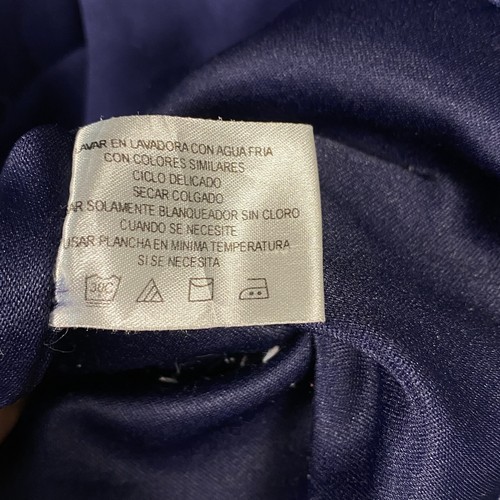 LAVAR EN LAVADORA CON AGUA FRIA
CON COLORES SIMILARES
CICLO DELICADO
SECAR COLGADO
AR SOLAMENTE BLANQUEADOR SIN CLORO
CUANDO SE NECESITE
USAR PLANCHA EN MINIMA TEMPERATURA
SI SE NECESITA
30C